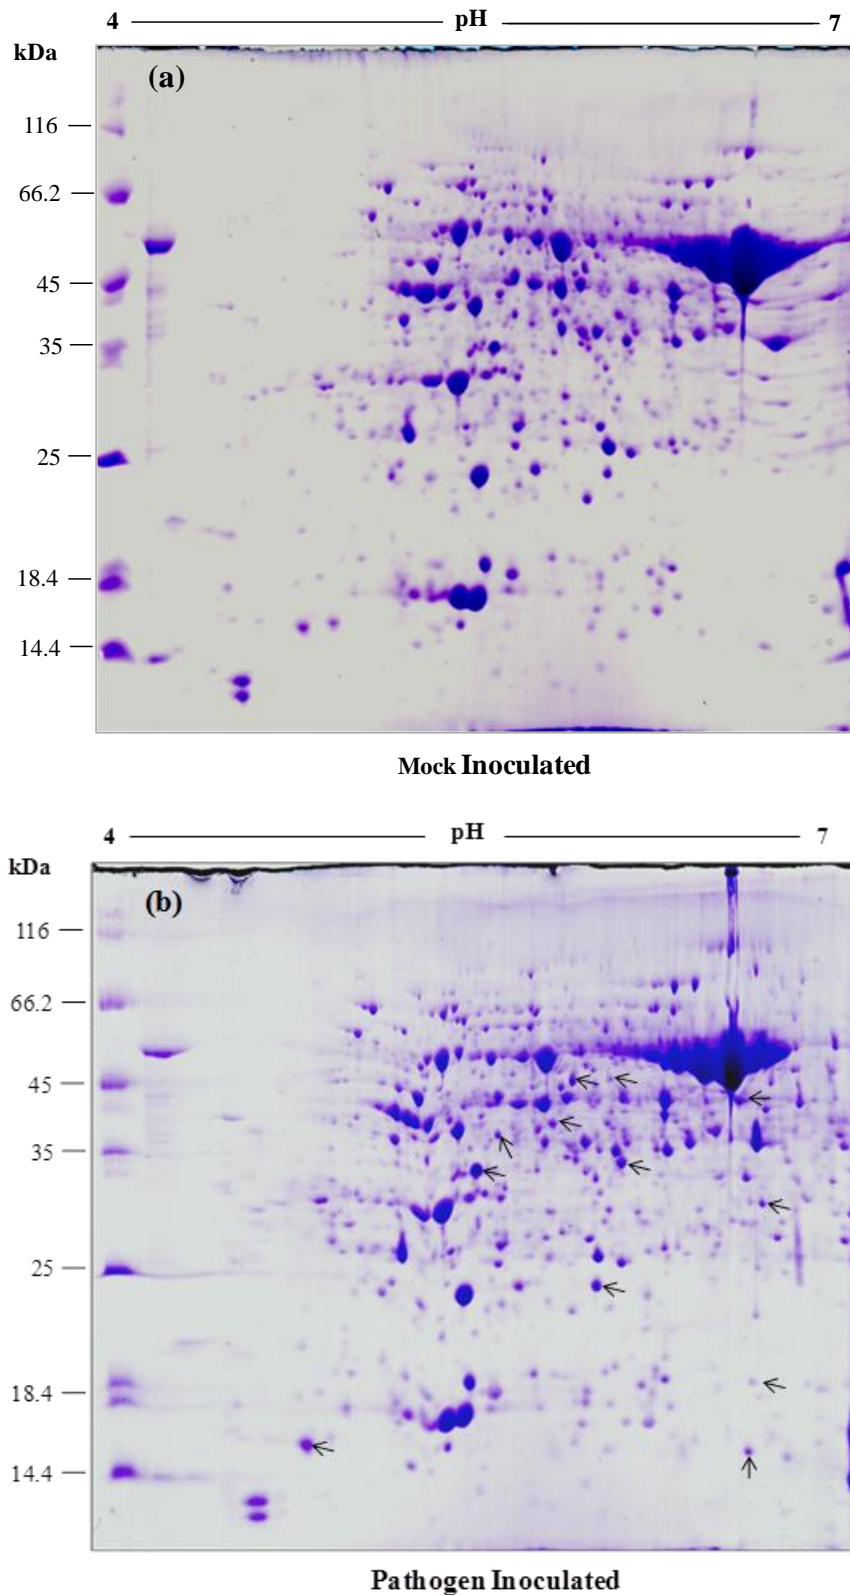 4 pH 7
kDa
(a)
116
66.2
45
35
25
18.4
14.4
Mock Inoculated
4 pH 7
kDa
(b)
116
66.2
45
35
25
18.4
14.4
Pathogen Inoculated